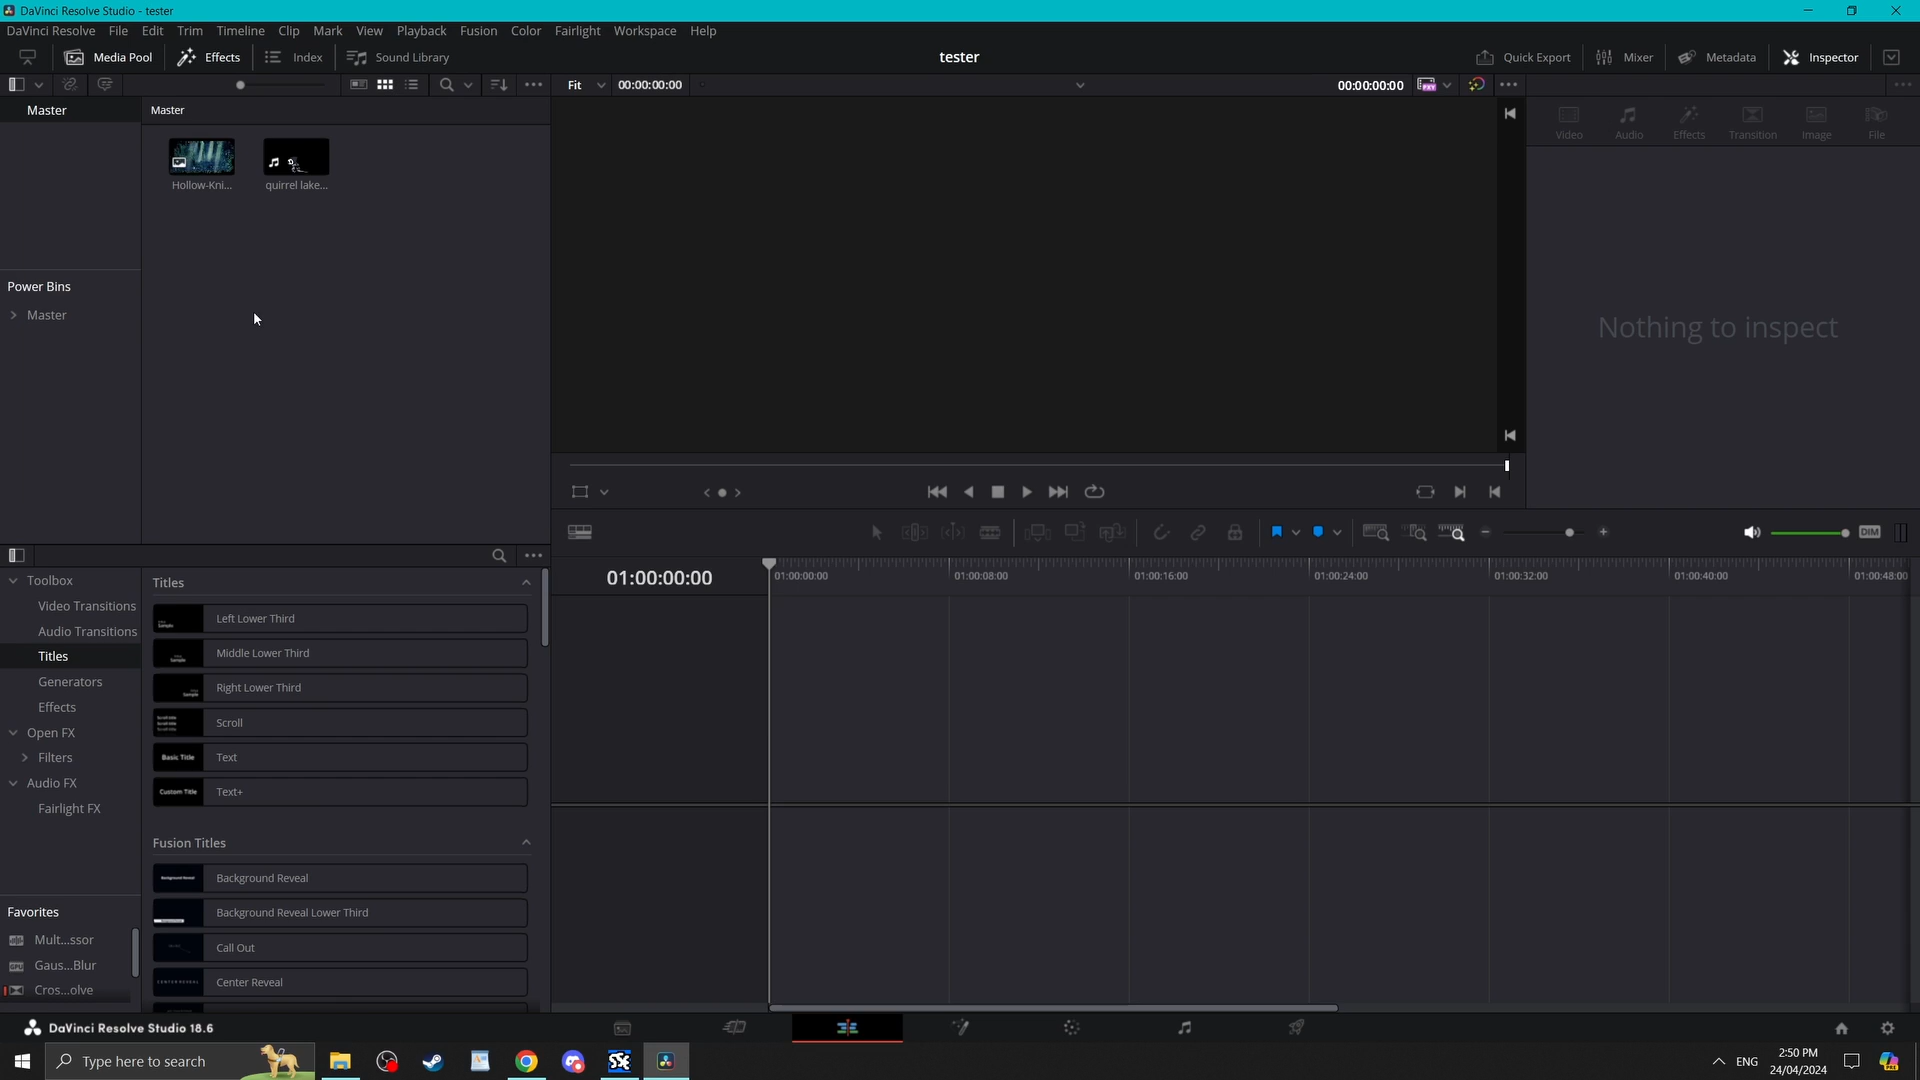 DaVinci Resolve Studio - tester
DaVinci Resolve File Edit Trim Timeline Clip Mark View Playback Fusion Color Fairlight Workspace Help
Media Pool Effects Index Sound Library tester Quick Export Mixer Metadata Inspector
Fit 00:00:00:00 00:00:00:00
Master Master
Video Audio Effects Transition Image File
Hollow-Kni... quirrel lake...
Power Bins
Master
Nothing to inspect
DIM
01:00:00:00
01:00:00:00 01:00:08:00 01:00:16:00 01:00:24:00 01:00:32:00 01:00:40:00 01:00:48:00
Toolbox
Video Transitions
Audio Transitions
Titles
Generators
Effects
Open FX
Filters
Audio FX
Fairlight FX
Titles
Left Lower Third
Middle Lower Third
Right Lower Third
Scroll
Basic Title Text
Custom Title Text+
Fusion Titles
Background Reveal
Background Reveal Lower Third
Call Out
CENTER REVEAL Center Reveal
Favorites
Mult...ssor
Gaus...Blur
Cros...olve
DaVinci Resolve Studio 18.6
Type here to search
ENG
2:50 PM
24/04/2024